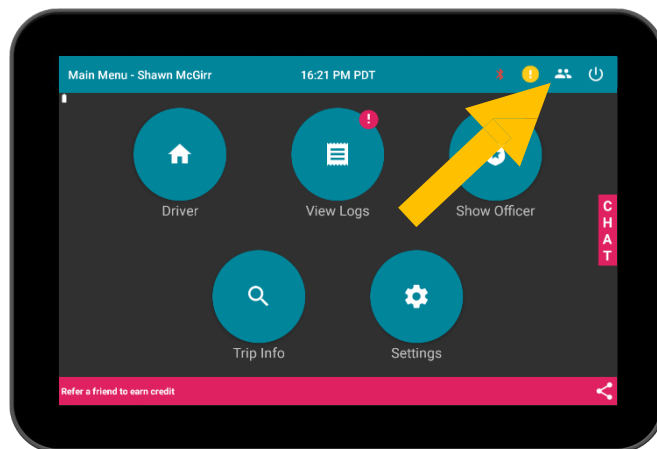 Main Menu - Shawn McGirr
16:21 PM PDT
!
!
Driver
View Logs
Show Officer
CHAT
Trip Info
Settings
Refer a friend to earn credit